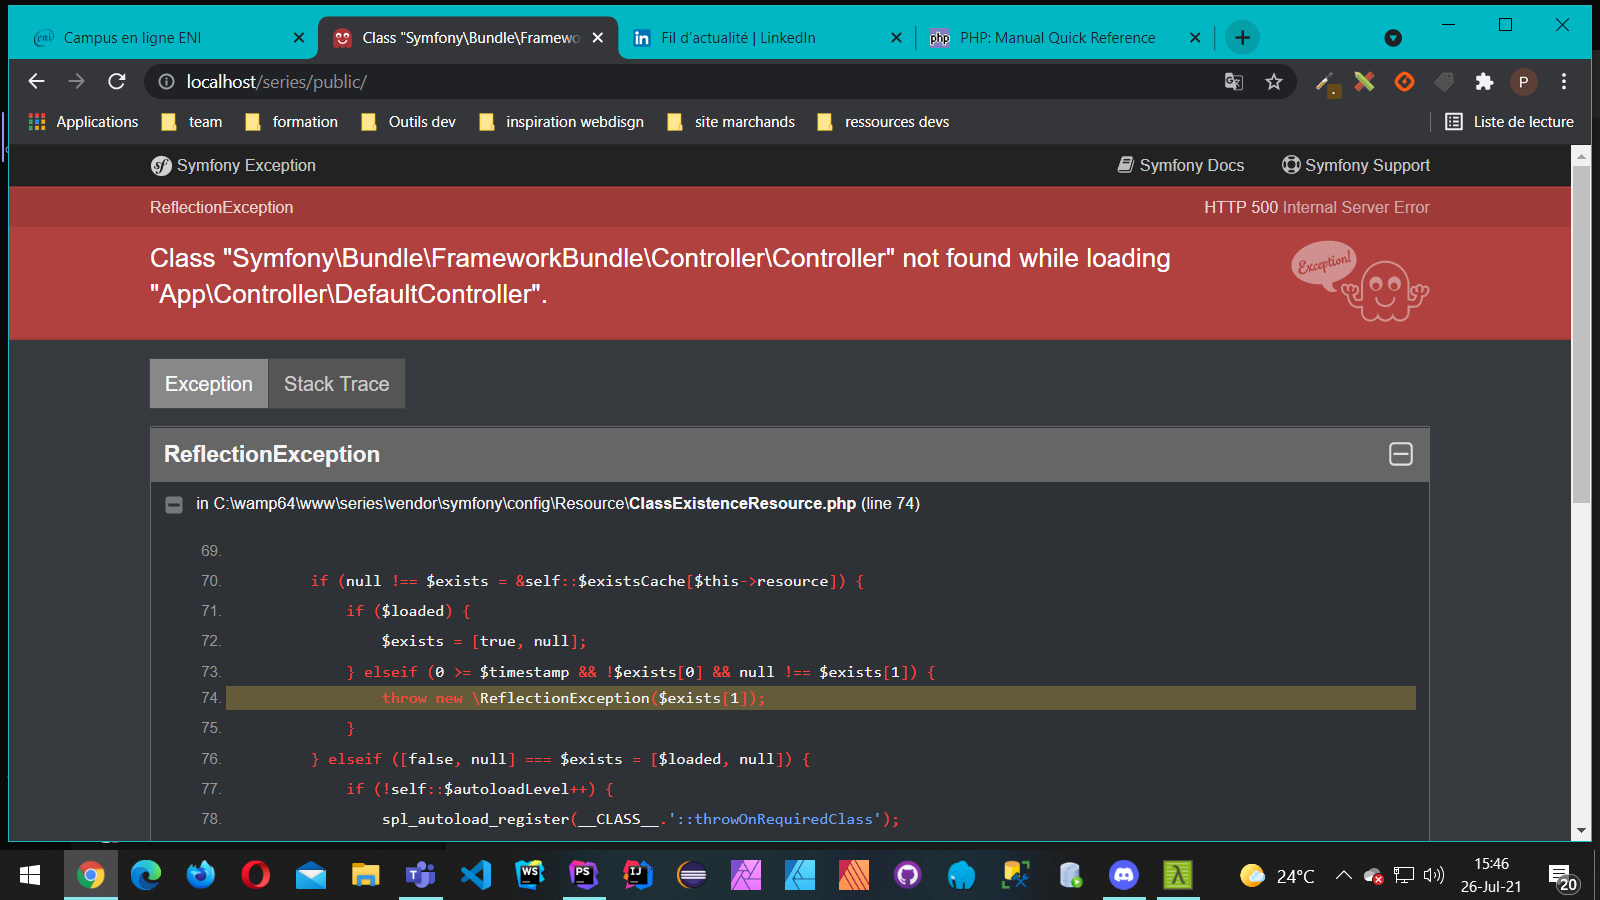 Campus en ligne ENI
Class "Symfony\Bundle\Framewo
Fil d'actualité | LinkedIn
PHP: Manual Quick Reference
localhost/series/public/
Applications
team
formation
Outils dev
inspiration webdisgn
site marchands
ressources devs
Liste de lecture
Symfony Exception
Symfony Docs
Symfony Support
ReflectionException
HTTP 500 Internal Server Error
Class "Symfony\Bundle\FrameworkBundle\Controller\Controller" not found while loading
"App\Controller\DefaultController".
Exception!
Exception
Stack Trace
ReflectionException
in C:\wamp64\www\series\vendor\symfony\config\Resource\ClassExistenceResource.php (line 74)
69.
70. if (null !== $exists = &self::$existsCache[$this->resource]) {
71. if ($loaded) {
72. $exists = [true, null];
73. } elseif (0 >= $timestamp && !$exists[0] && null !== $exists[1]) {
74. throw new \ReflectionException($exists[1]);
75. }
76. } elseif ([false, null] === $exists = [$loaded, null]) {
77. if (!self::$autoloadLevel++) {
78. spl_autoload_register(__CLASS__.'::throwOnRequiredClass');
24°C
15:46
26-Jul-21
20